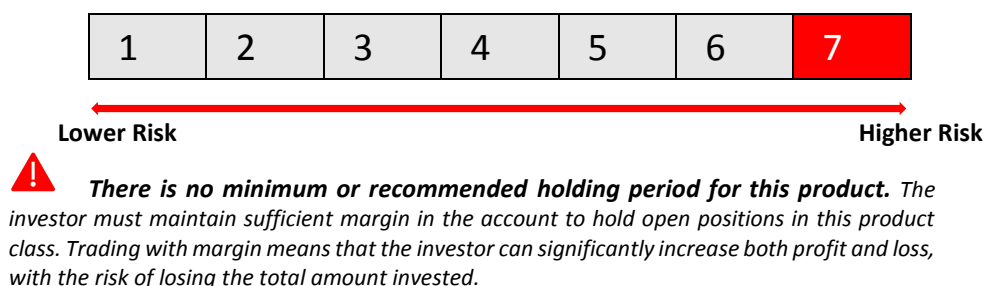 1 2 3 4 5 6 7
Lower Risk Higher Risk
There is no minimum or recommended holding period for this product. The
investor must maintain sufficient margin in the account to hold open positions in this product
class. Trading with margin means that the investor can significantly increase both profit and loss,
with the risk of losing the total amount invested.